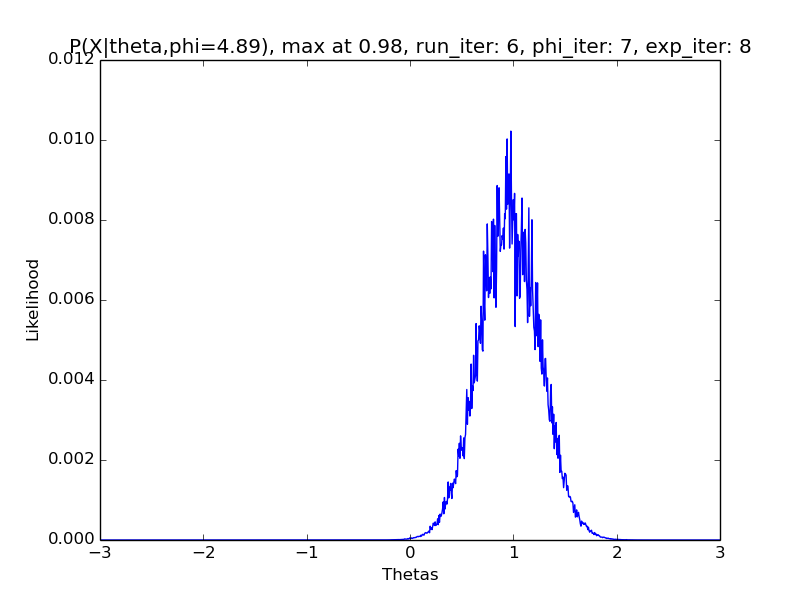 P(X|theta,phi=4.89), max at 0.98, run_iter: 6, phi_iter: 7, exp_iter: 8
0.012
0.010
0.008
0.006
0.004
0.002
0.000
Likelihood
−3 −2 −1 0 1 2 3
Thetas